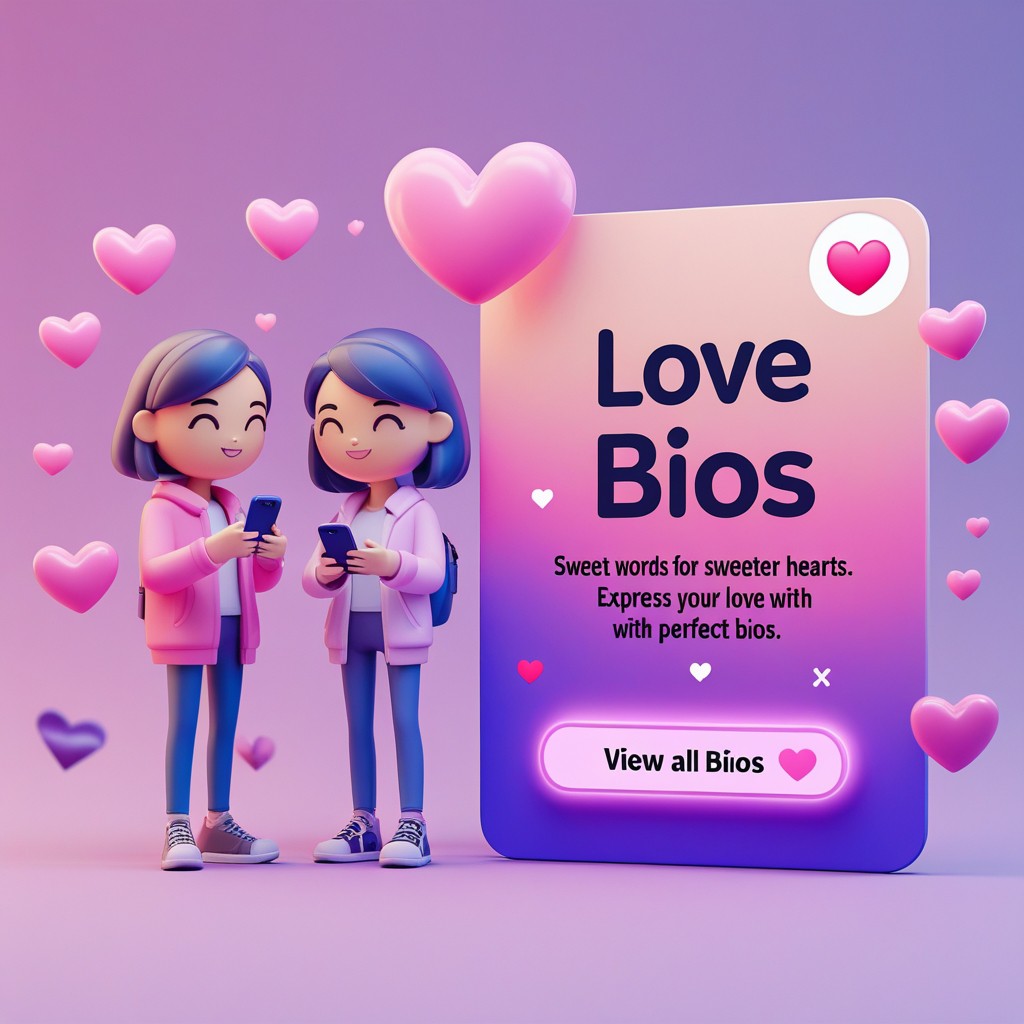 Love
Bios
Sweet words for sweeter hearts.
Express your love with
with perfect bios.
x
View all Biios